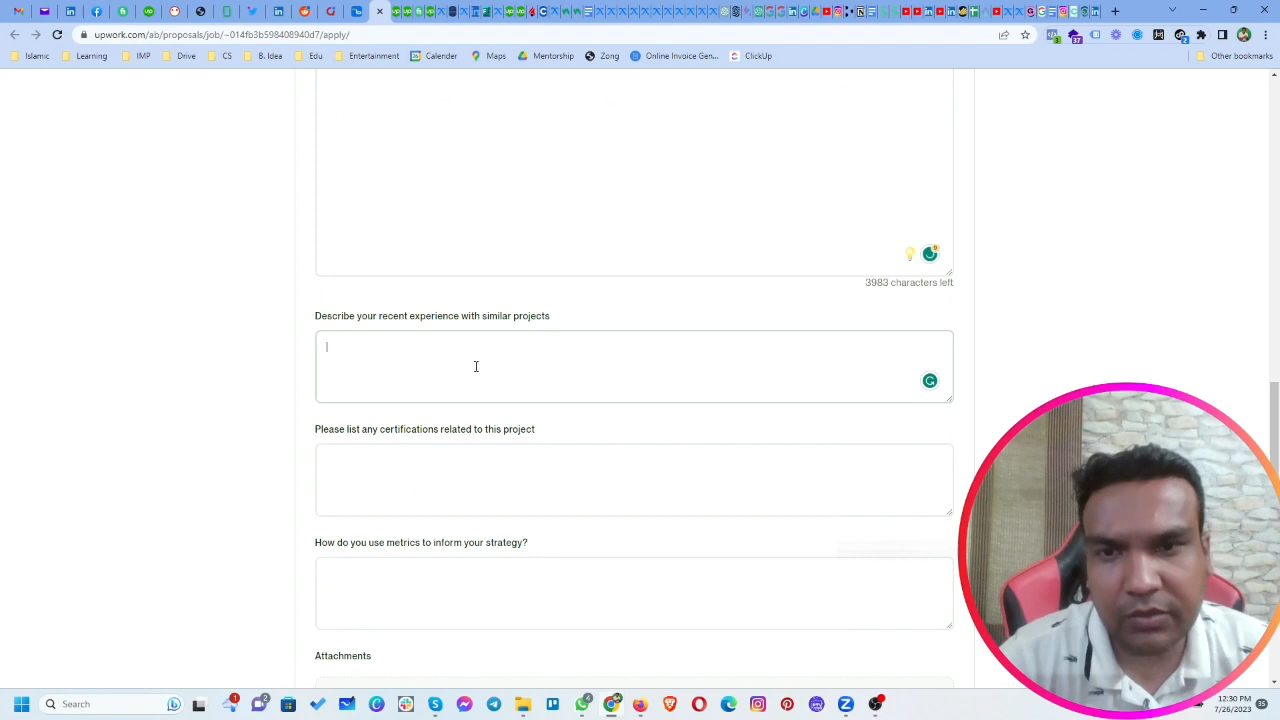 upwork.com/ab/proposals/job/~014fb3b598408940d7/apply/
Islamic Learning IMP Drive CS B. Idea Edu Entertainment Calender Maps Mentorship Zong Online Invoice Gen... ClickUp Other bookmarks
3983 characters left
Describe your recent experience with similar projects
Please list any certifications related to this project
How do you use metrics to inform your strategy?
Attachments
Search
12:30 PM
7/26/2023